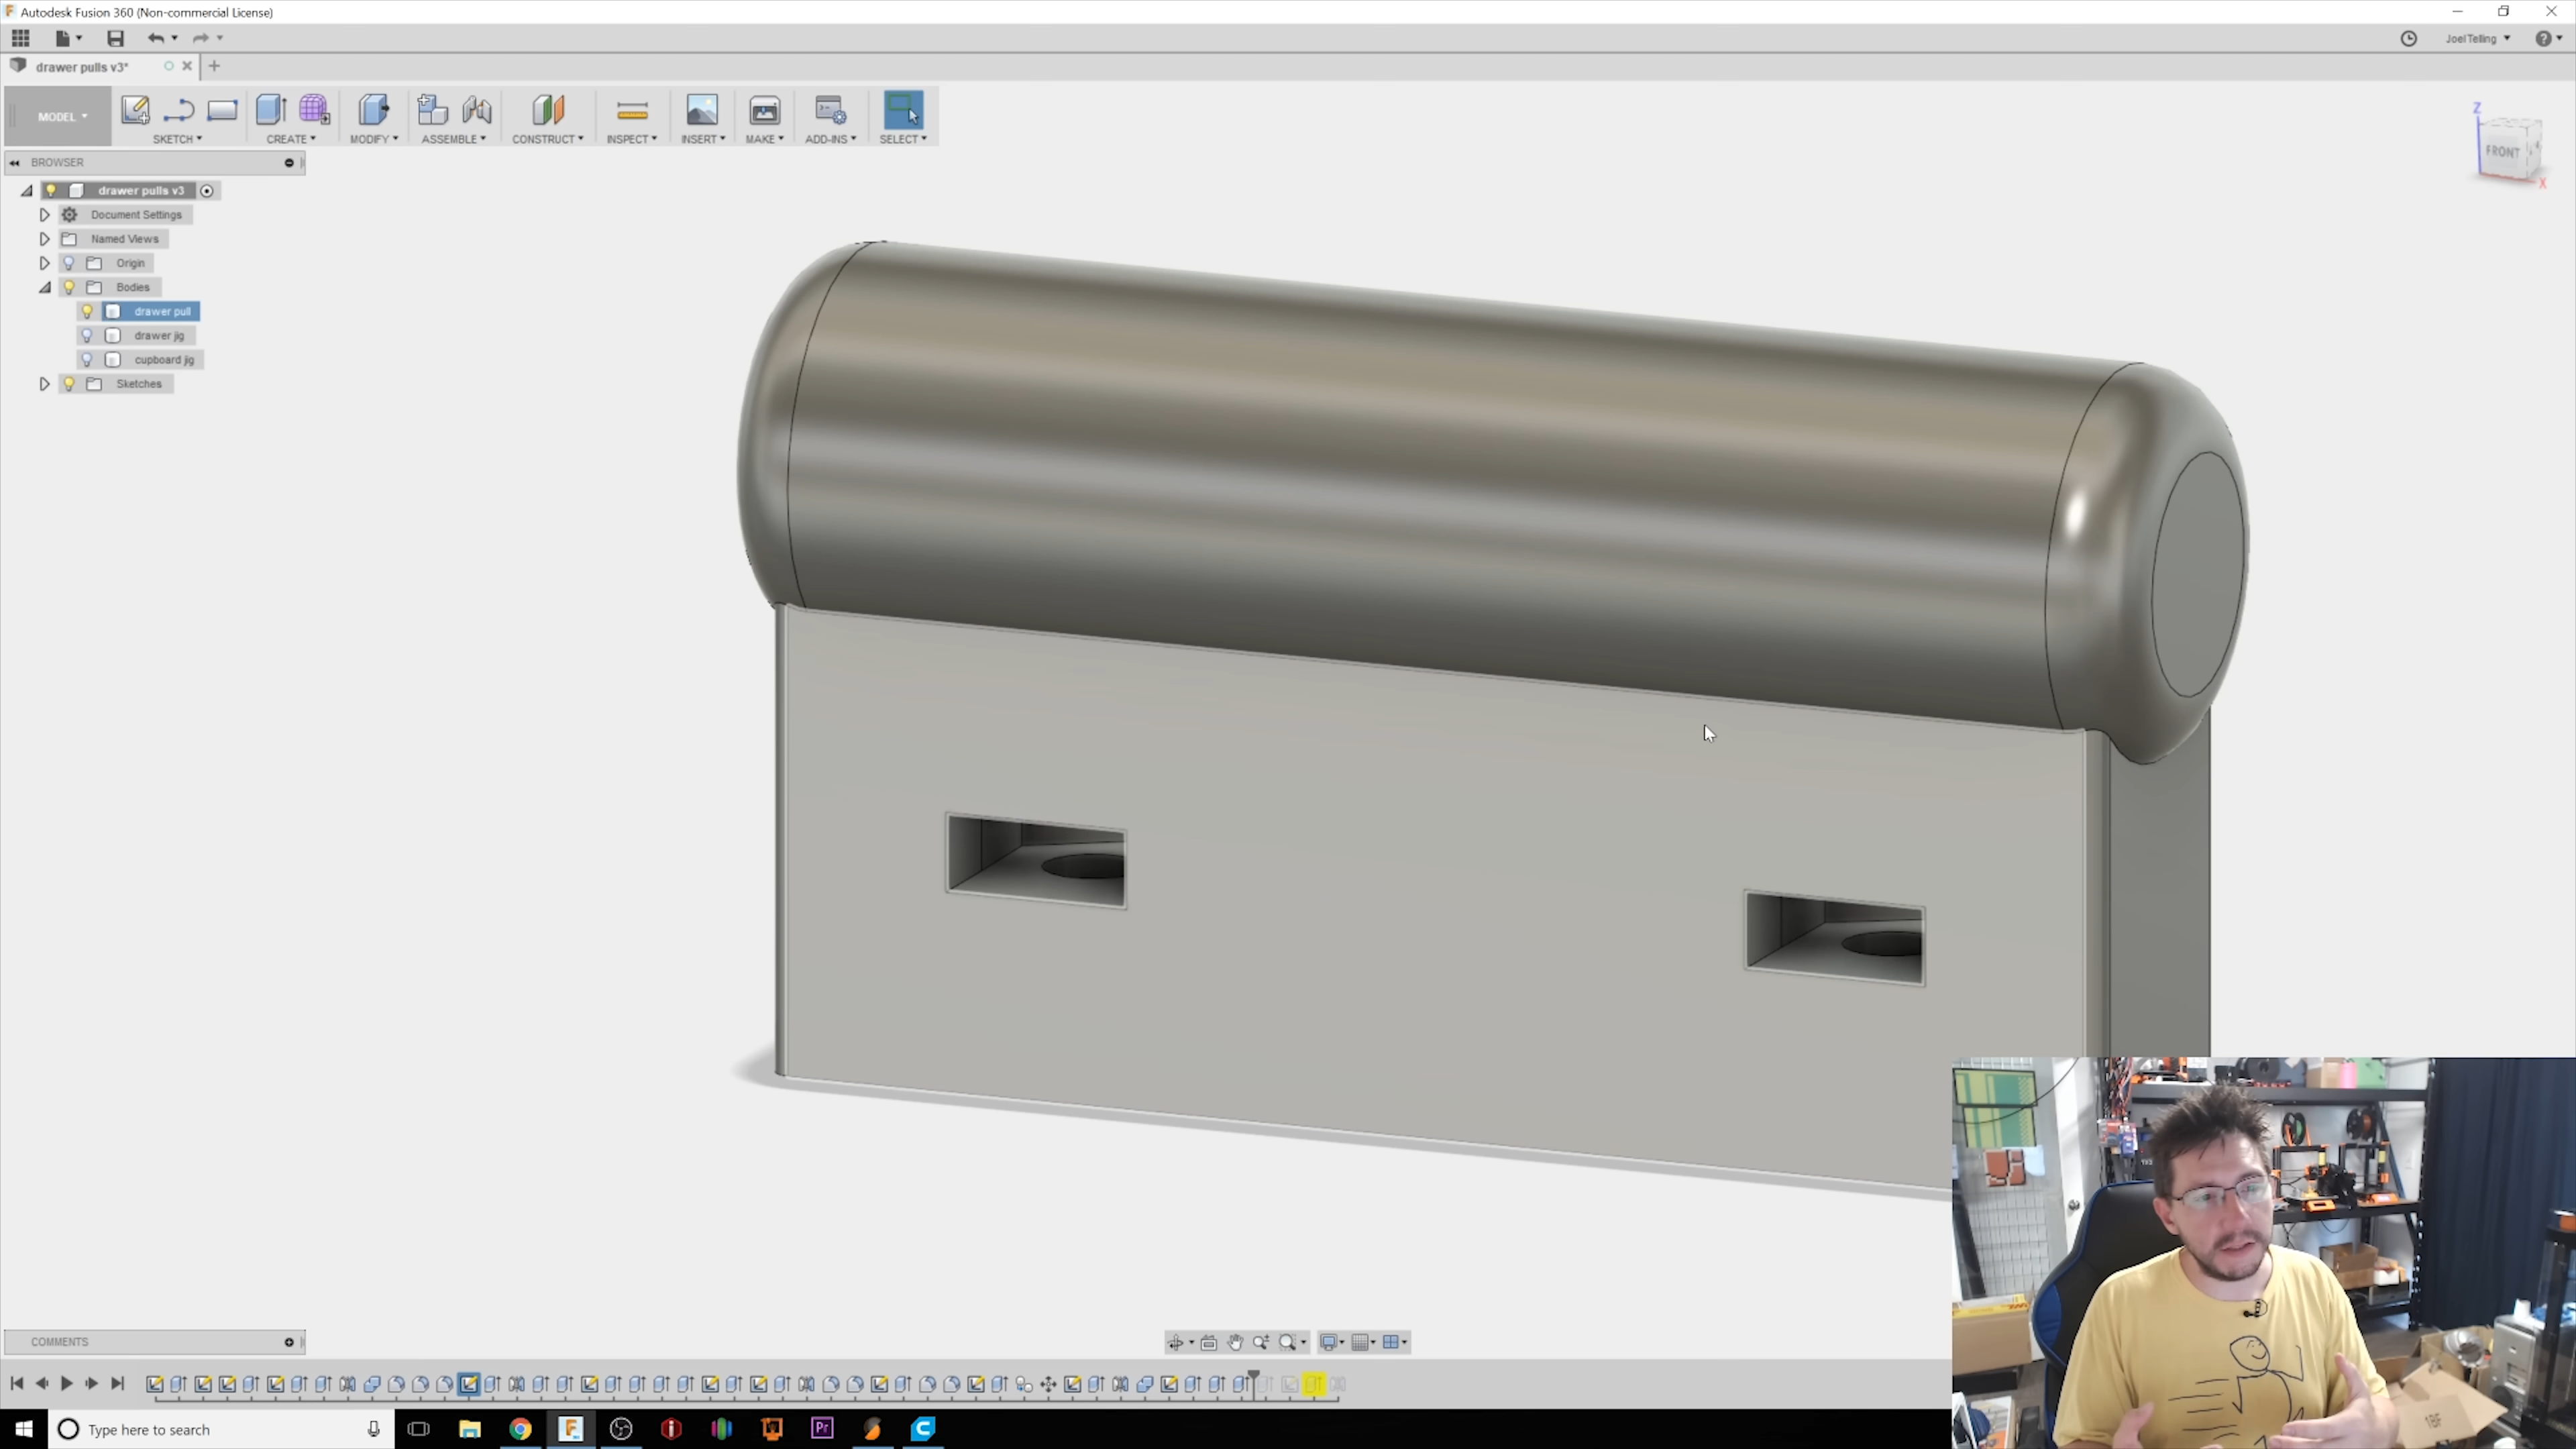 Autodesk Fusion 360 (Non-commercial License)
JoelTelling
drawer pulls v3*
MODEL
SKETCH
CREATE
MODIFY
ASSEMBLE
CONSTRUCT
INSPECT
INSERT
MAKE
ADD-INS
SELECT
Z
FRONT
X
BROWSER
drawer pulls v3
Document Settings
Named Views
Origin
Bodies
drawer pull
drawer jig
cupboard jig
Sketches
COMMENTS
Type here to search
Pr